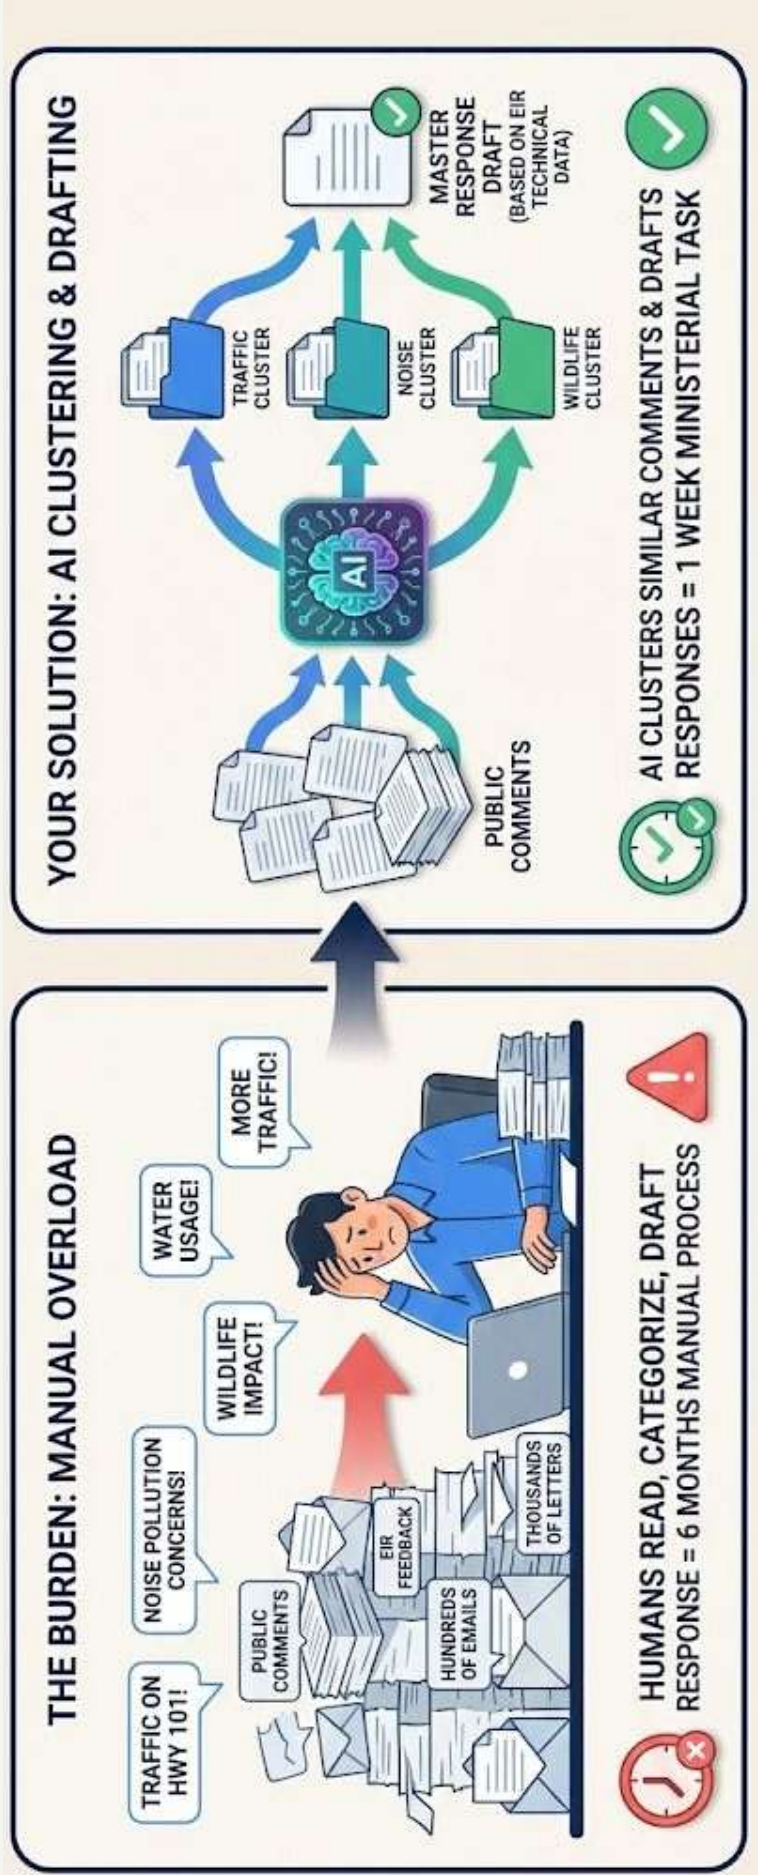 THE BURDEN: MANUAL OVERLOAD
TRAFFIC ON
HWY 101!
NOISE POLLUTION
CONCERNS!
WILDLIFE
IMPACT!
WATER
USAGE!
MORE
TRAFFIC!
PUBLIC
COMMENTS
EIR
FEEDBACK
HUNDREDS
OF EMAILS
THOUSANDS
OF LETTERS
HUMANS READ, CATEGORIZE, DRAFT
RESPONSE = 6 MONTHS MANUAL PROCESS
YOUR SOLUTION: AI CLUSTERING & DRAFTING
PUBLIC
COMMENTS
AI
TRAFFIC
CLUSTER
NOISE
CLUSTER
WILDLIFE
CLUSTER
MASTER
RESPONSE
DRAFT
(BASED ON EIR
TECHNICAL
DATA)
AI CLUSTERS SIMILAR COMMENTS & DRAFTS
RESPONSES = 1 WEEK MINISTERIAL TASK